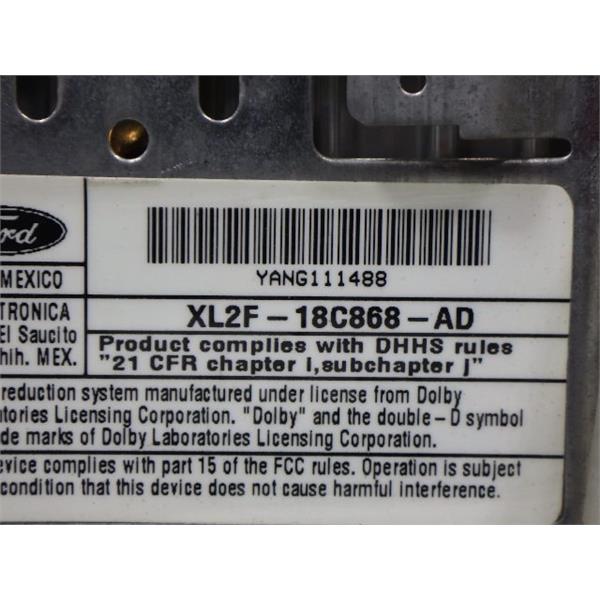 YANG111488
MEXICO
XL2F-18C868-AD
TRONICA
El Saucito
hih. MEX.
Product complies with DHHS rules
"21 CFR chapter I, subchapter j"
reduction system manufactured under license from Dolby
atories Licensing Corporation. "Dolby" and the double-D symbol
de marks of Dolby Laboratories Licensing Corporation.
evice complies with part 15 of the FCC rules. Operation is subject
condition that this device does not cause harmful interference.